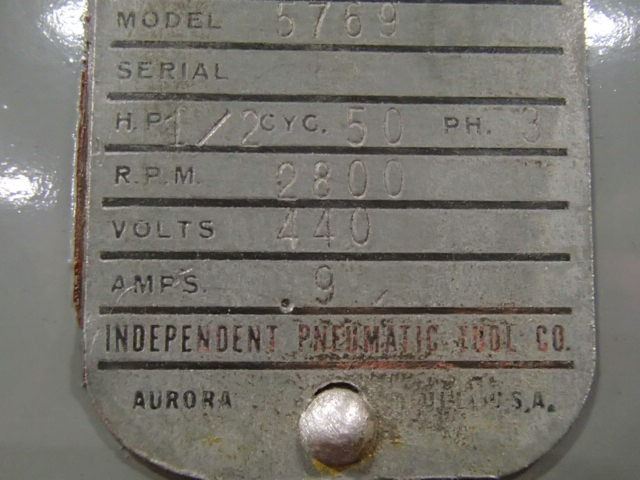 MODEL 5769
SERIAL
H.P. 1/2 CYC. 50 PH. 3
R.P.M. 2800
VOLTS 440
AMPS. .9
INDEPENDENT PNEUMATIC TOOL CO.
AURORA U.S.A.